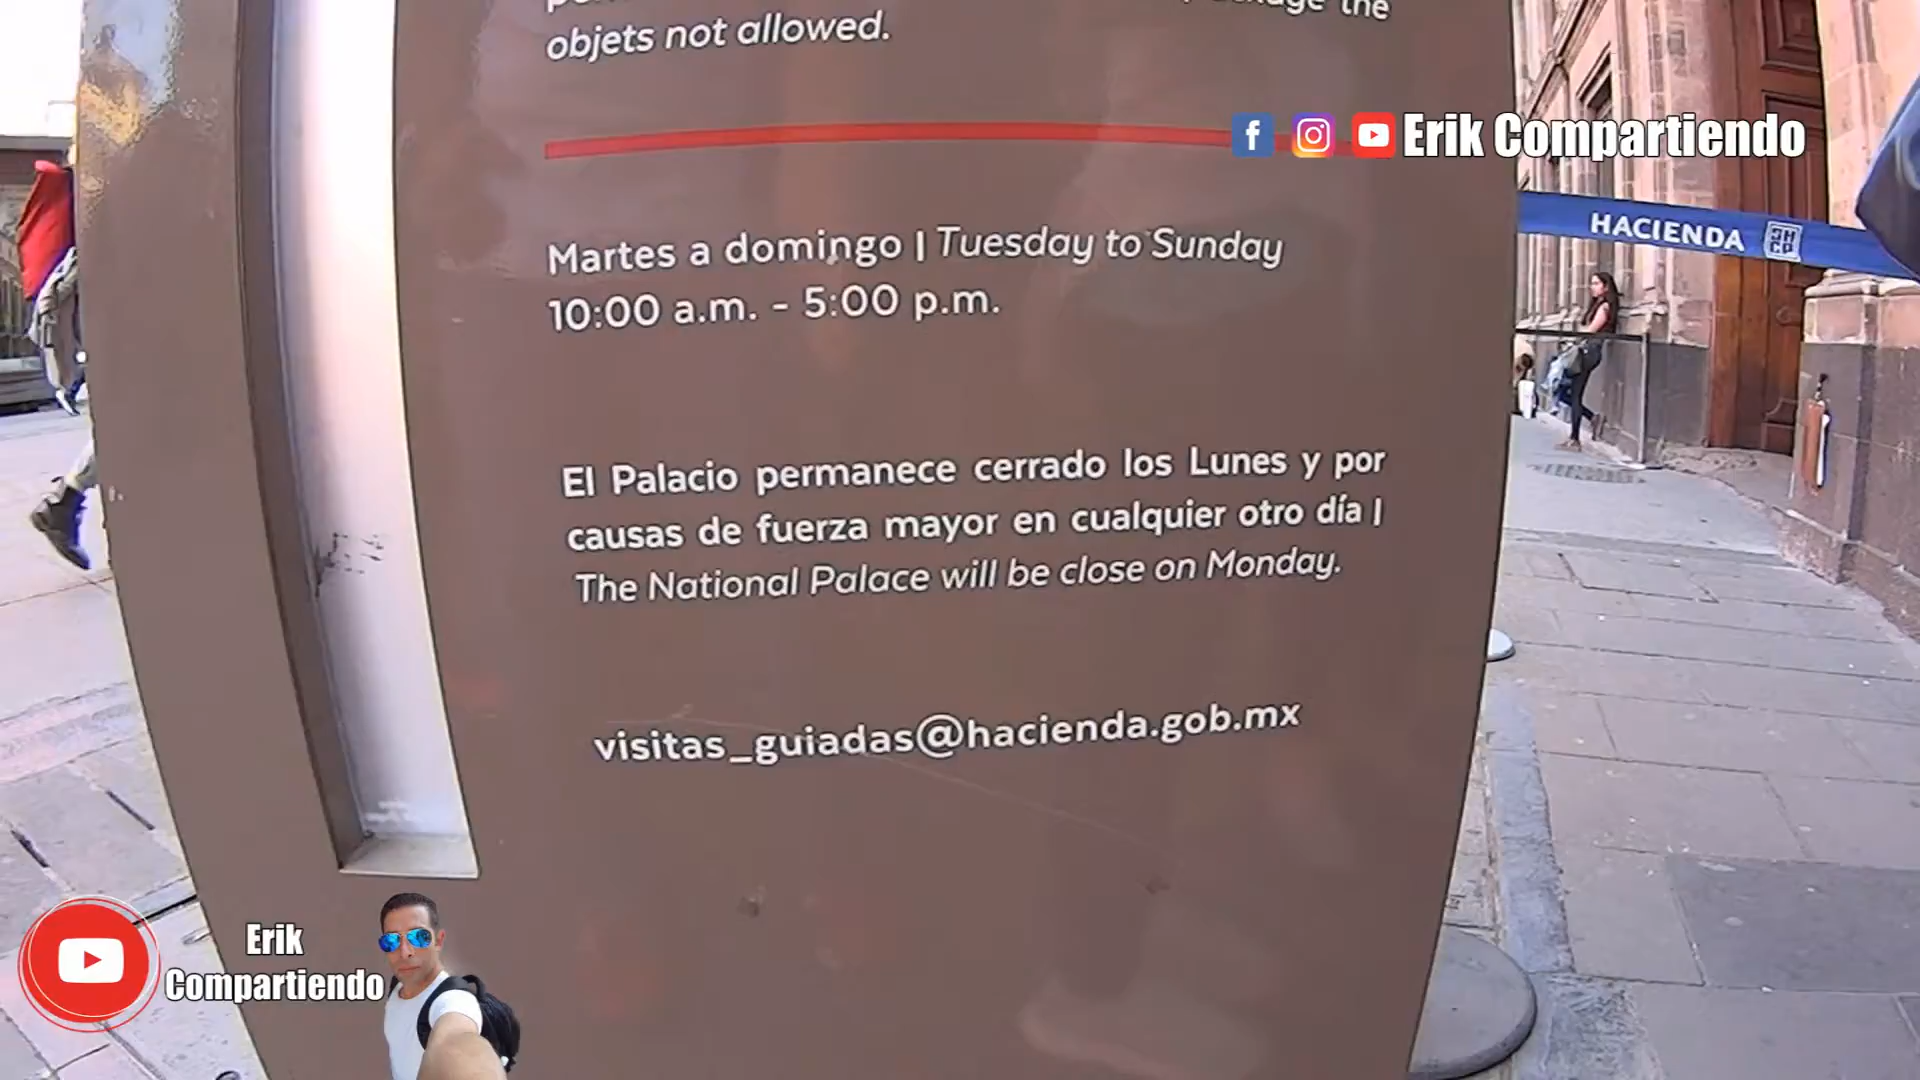 the
objets not allowed.
Erik Compartiendo
HACIENDA
Martes a domingo | Tuesday to Sunday
10:00 a.m. - 5:00 p.m.
El Palacio permanece cerrado los Lunes y por
causas de fuerza mayor en cualquier otro día |
The National Palace will be close on Monday.
visitas_guiadas@hacienda.gob.mx
Erik
Compartiendo